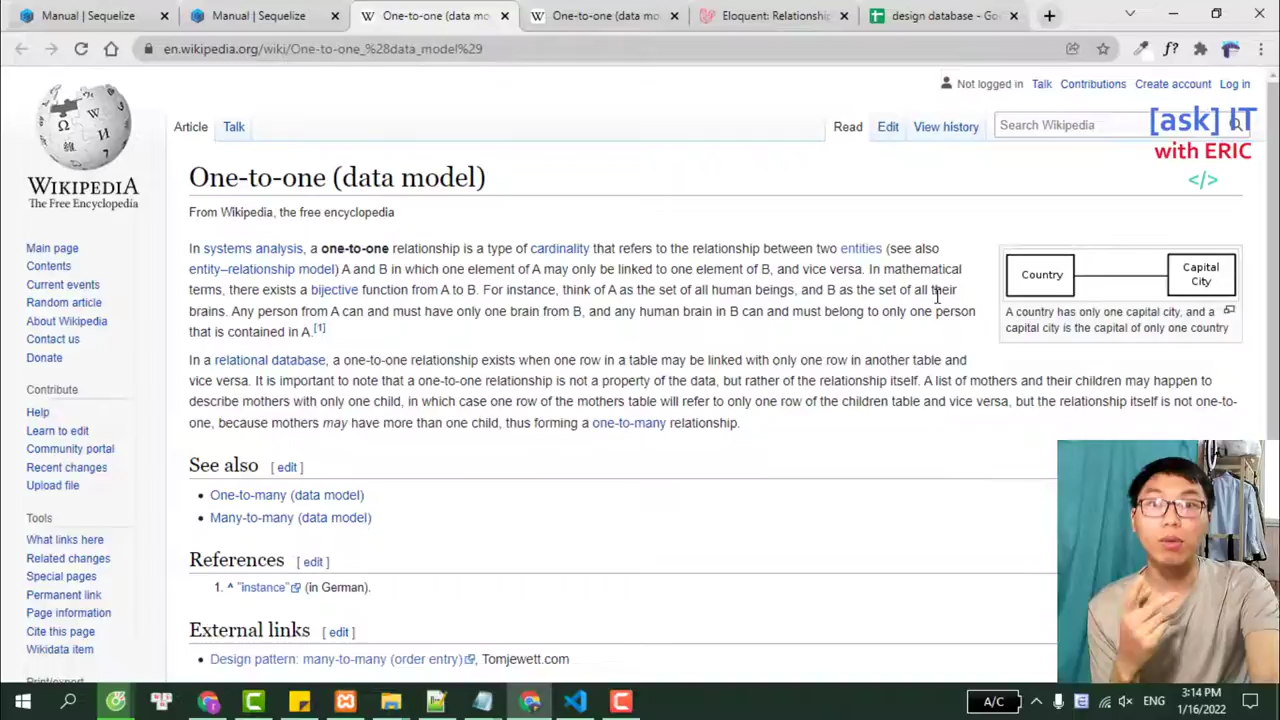 Manual | Sequelize
Manual | Sequelize
One-to-one (data mo
One-to-one (data mo
Eloquent: Relationsh
design database - Go
en.wikipedia.org/wiki/One-to-one_%28data_model%29
Not logged in Talk Contributions Create account Log in
Article Talk
Read Edit View history
Search Wikipedia
[ask] IT
with ERIC
</>
WIKIPEDIA
The Free Encyclopedia
Main page
Contents
Current events
Random article
About Wikipedia
Contact us
Donate
Contribute
Help
Learn to edit
Community portal
Recent changes
Upload file
Tools
What links here
Related changes
Special pages
Permanent link
Page information
Cite this page
Wikidata item
Print/export
One-to-one (data model)
From Wikipedia, the free encyclopedia
In systems analysis, a one-to-one relationship is a type of cardinality that refers to the relationship between two entities (see also
entity–relationship model) A and B in which one element of A may only be linked to one element of B, and vice versa. In mathematical
terms, there exists a bijective function from A to B. For instance, think of A as the set of all human beings, and B as the set of all their
brains. Any person from A can and must have only one brain from B, and any human brain in B can and must belong to only one person
that is contained in A.[1]
Country
Capital
City
A country has only one capital city, and a
capital city is the capital of only one country
In a relational database, a one-to-one relationship exists when one row in a table may be linked with only one row in another table and
vice versa. It is important to note that a one-to-one relationship is not a property of the data, but rather of the relationship itself. A list of mothers and their children may happen to
describe mothers with only one child, in which case one row of the mothers table will refer to only one row of the children table and vice versa, but the relationship itself is not one-to-
one, because mothers may have more than one child, thus forming a one-to-many relationship.
See also [ edit ]
• One-to-many (data model)
• Many-to-many (data model)
References [ edit ]
1. ^ "instance" (in German).
External links [ edit ]
• Design pattern: many-to-many (order entry), Tomjewett.com
A/C
ENG
3:14 PM
1/16/2022